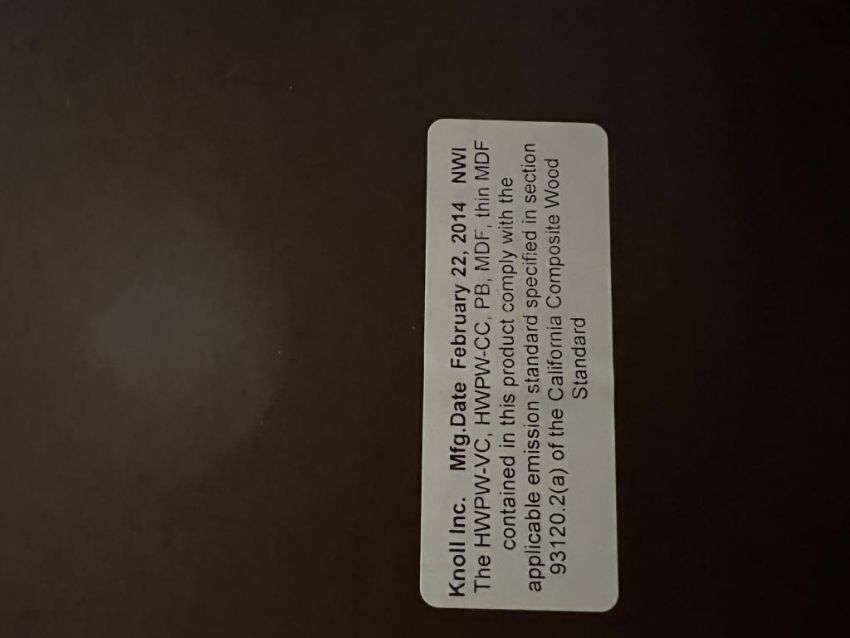 Knoll Inc. Mfg.Date February 22, 2014 NWI
The HWPW-VC, HWPW-CC, PB, MDF, thin MDF
contained in this product comply with the
applicable emission standard specified in section
93120.2(a) of the California Composite Wood
Standard